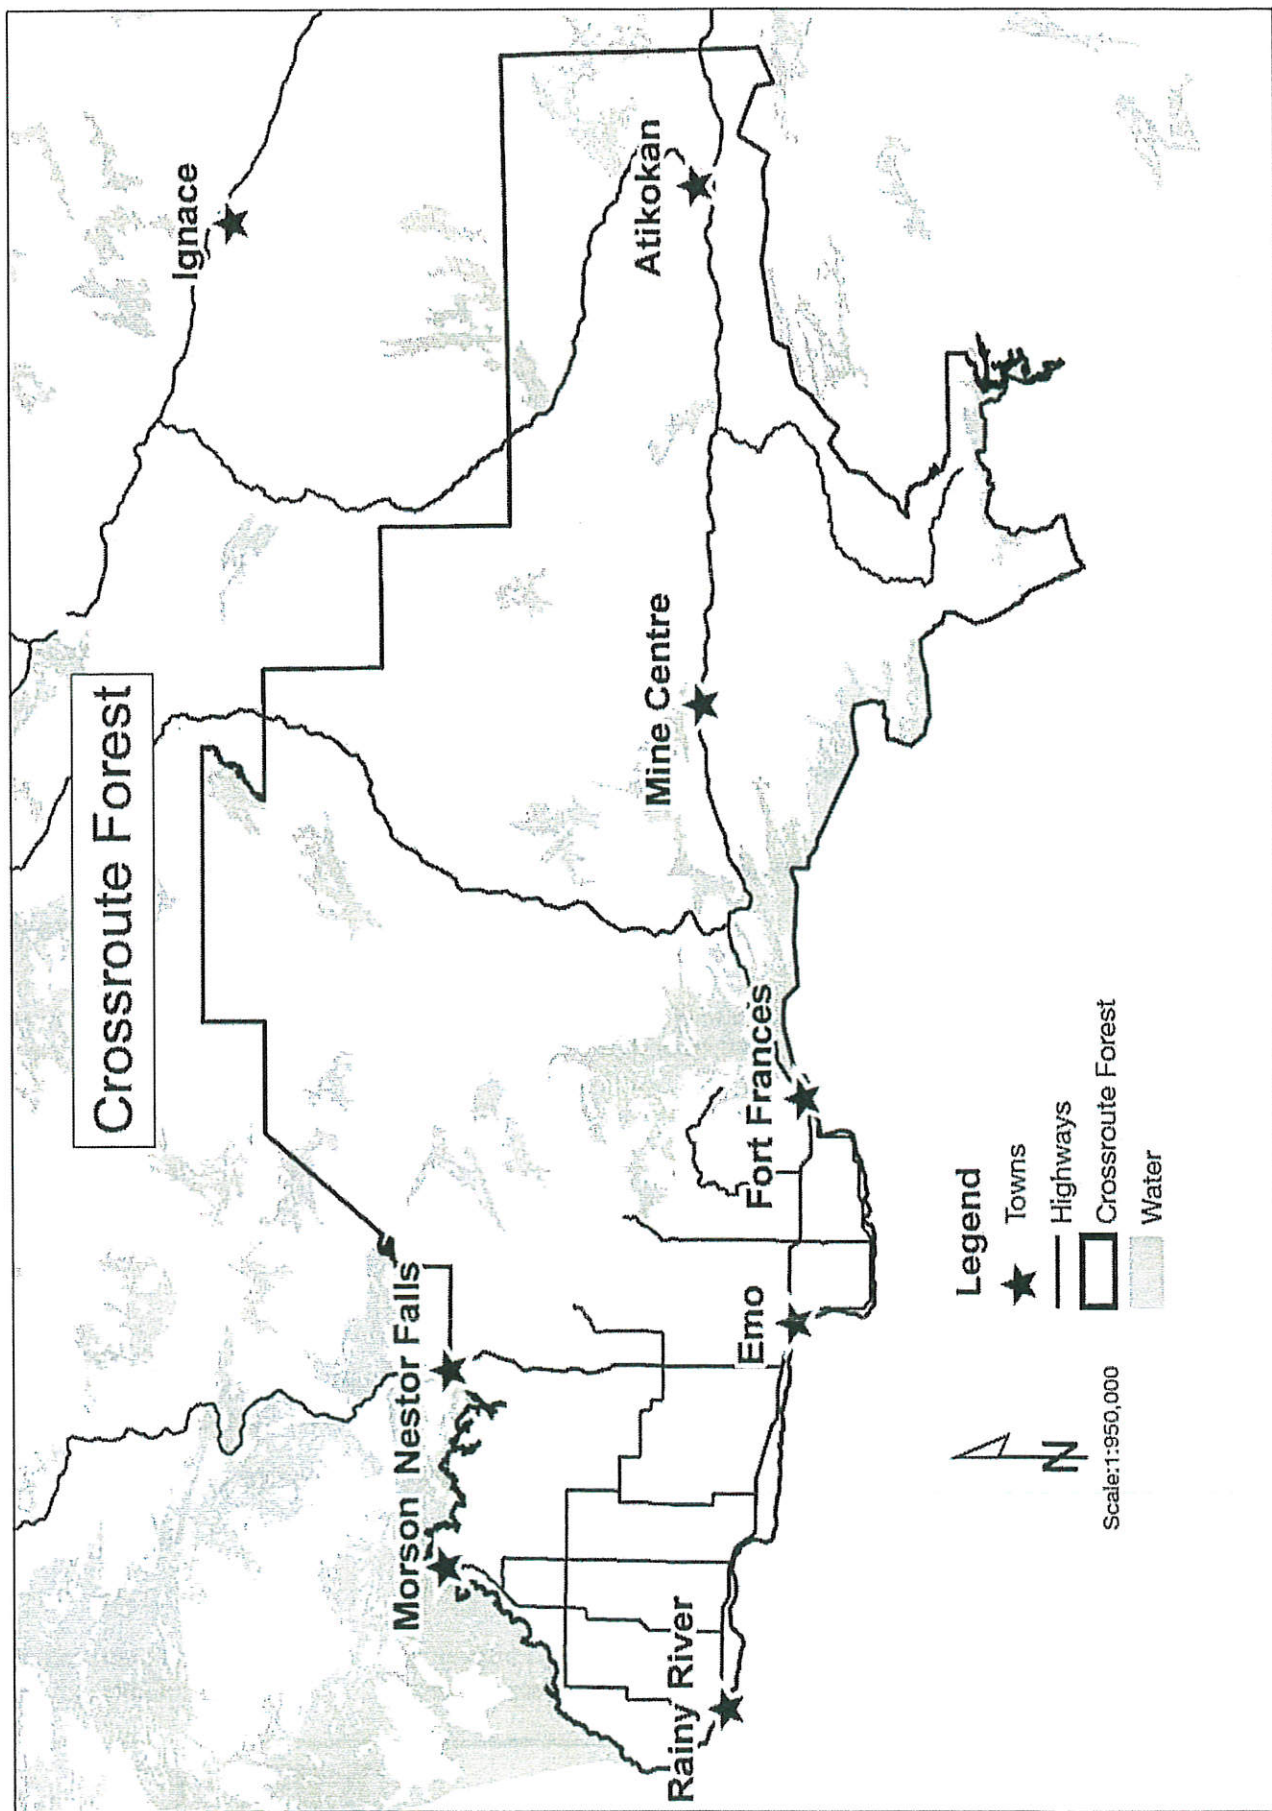 Crossroute Forest
Ignace
Atikokan
Mine Centre
Fort Frances
Morson Nestor Falls
Emo
Rainy River
Legend
Towns
Highways
Crossroute Forest
Water
N
Scale:1:950,000